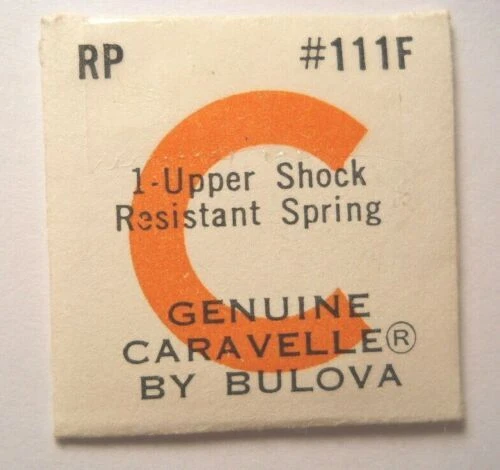 RP #111F
1-Upper Shock
Resistant Spring
GENUINE
CARAVELLE®
BY BULOVA